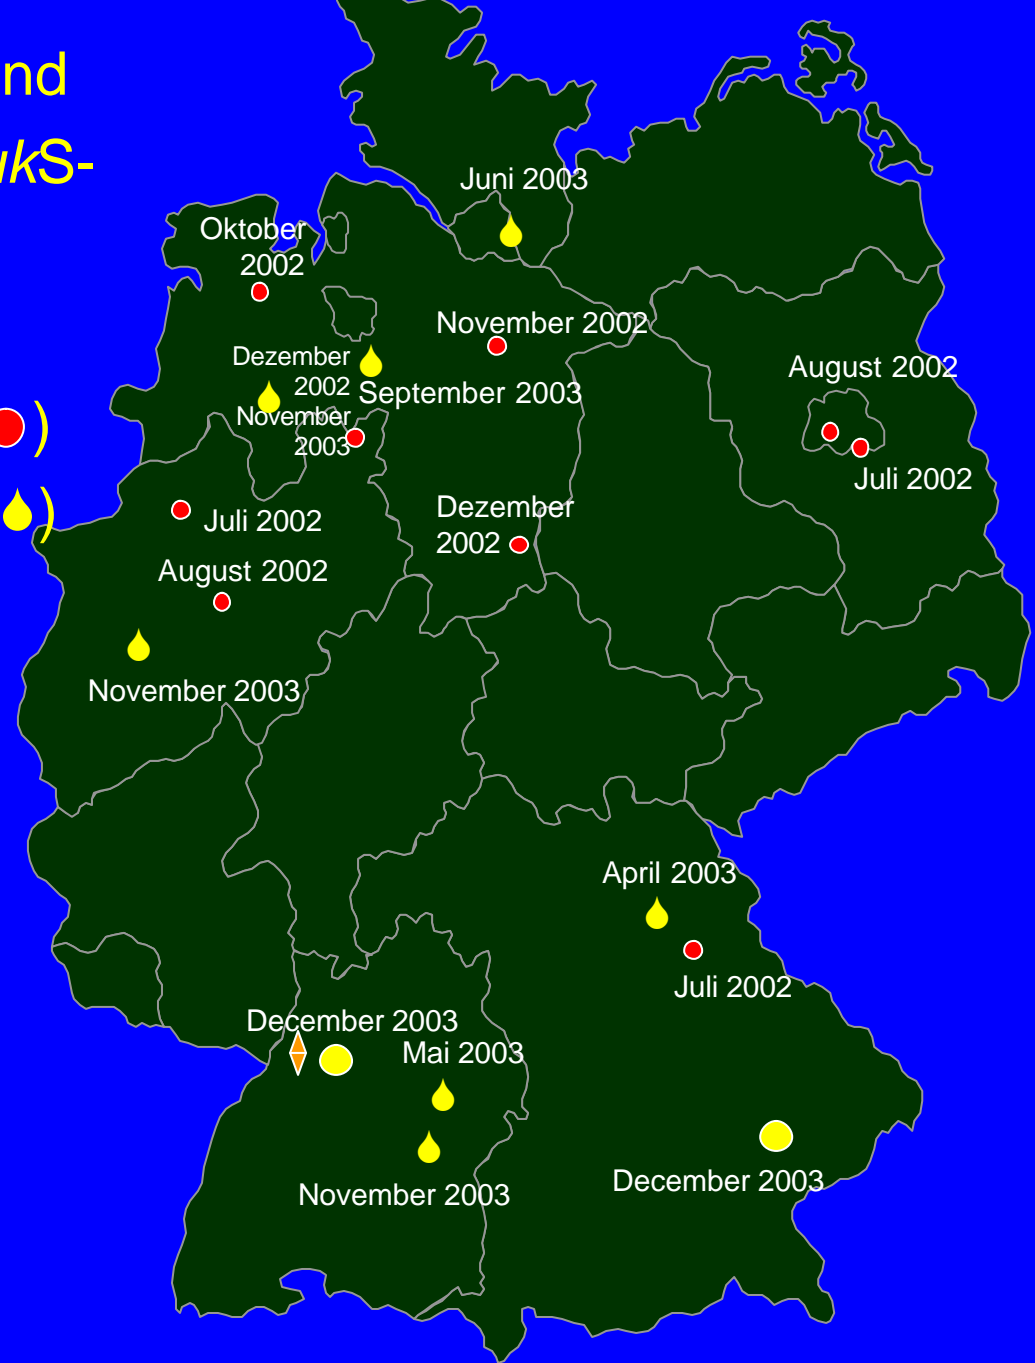 nd
ukS-
Juni 2003
Oktober
2002
November 2002
Dezember
2002
September 2003
November
2003
August 2002
Juli 2002
)
)
Juli 2002
Dezember
2002
August 2002
November 2003
April 2003
Juli 2002
December 2003
Mai 2003
November 2003
December 2003